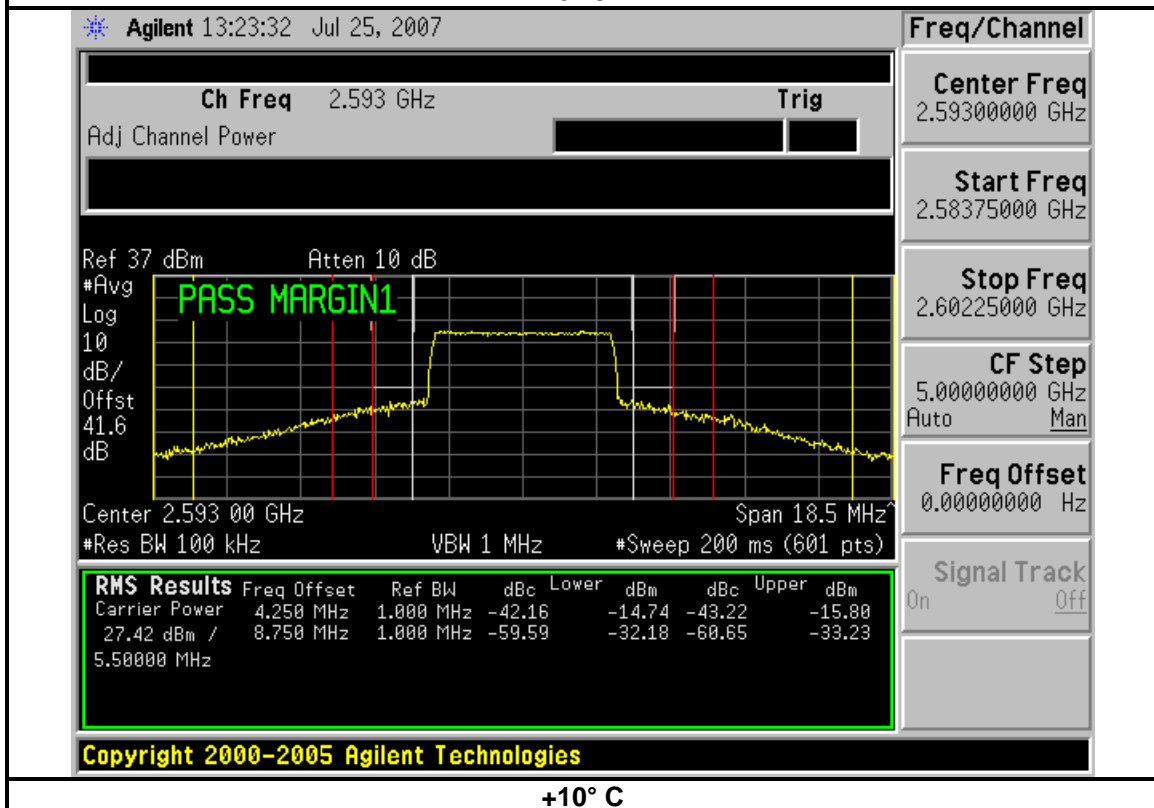 Agilent 13:23:32 Jul 25, 2007
Freq/Channel
Ch Freq 2.593 GHz Trig
Adj Channel Power
Center Freq
2.59300000 GHz
Start Freq
2.58375000 GHz
Stop Freq
2.60225000 GHz
CF Step
5.00000000 GHz
Auto Man
Freq Offset
0.00000000 Hz
Signal Track
On Off
Ref 37 dBm Atten 10 dB
#Avg
Log
10
dB/
Offst
41.6
dB
PASS MARGIN1
Center 2.593 00 GHz Span 18.5 MHz^
#Res BW 100 kHz VBW 1 MHz #Sweep 200 ms (601 pts)
RMS Results Freq Offset Ref BW dBc Lower dBm dBc Upper dBm
Carrier Power 4.250 MHz 1.000 MHz -42.16 -14.74 -43.22 -15.80
27.42 dBm / 8.750 MHz 1.000 MHz -59.59 -32.18 -60.65 -33.23
5.50000 MHz
Copyright 2000-2005 Agilent Technologies
+10° C